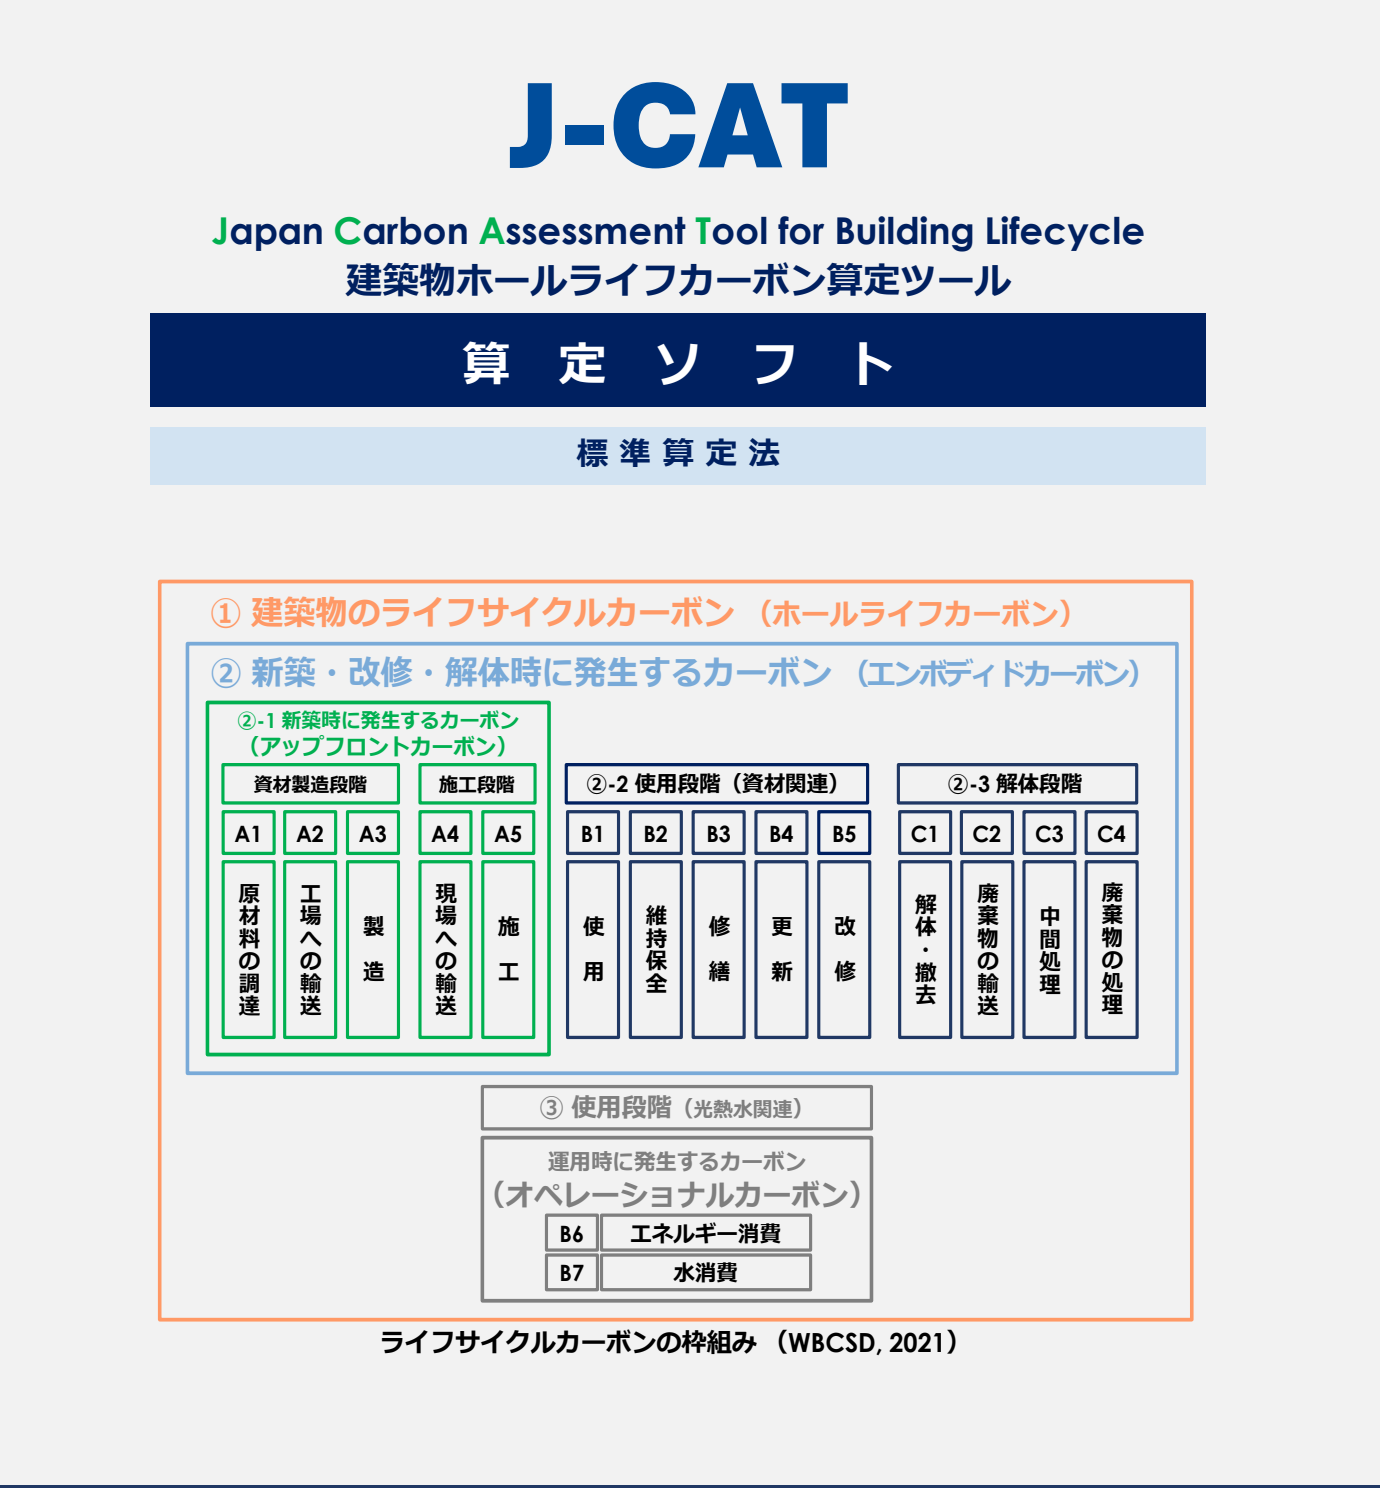 J-CAT
Japan Carbon Assessment Tool for Building Lifecycle
建築物ホールライフカーボン算定ツール
算 定 ソ フ ト
標準算定法
① 建築物のライフサイクルカーボン （ホールライフカーボン）
② 新築・改修・解体時に発生するカーボン （エンボディドカーボン）
②-1 新築時に発生するカーボン
（アップフロントカーボン）
資材製造段階
施工段階
②-2 使用段階（資材関連）
②-3 解体段階
A1
A2
A3
A4
A5
B1
B2
B3
B4
B5
C1
C2
C3
C4
原材料の調達
工場への輸送
製 造
現場への輸送
施 工
使 用
維持保全
修 繕
更 新
改 修
解体・撤去
廃棄物の輸送
中間処理
廃棄物の処理
③ 使用段階（光熱水関連）
運用時に発生するカーボン
（オペレーショナルカーボン）
B6 エネルギー消費
B7 水消費
ライフサイクルカーボンの枠組み （WBCSD, 2021）